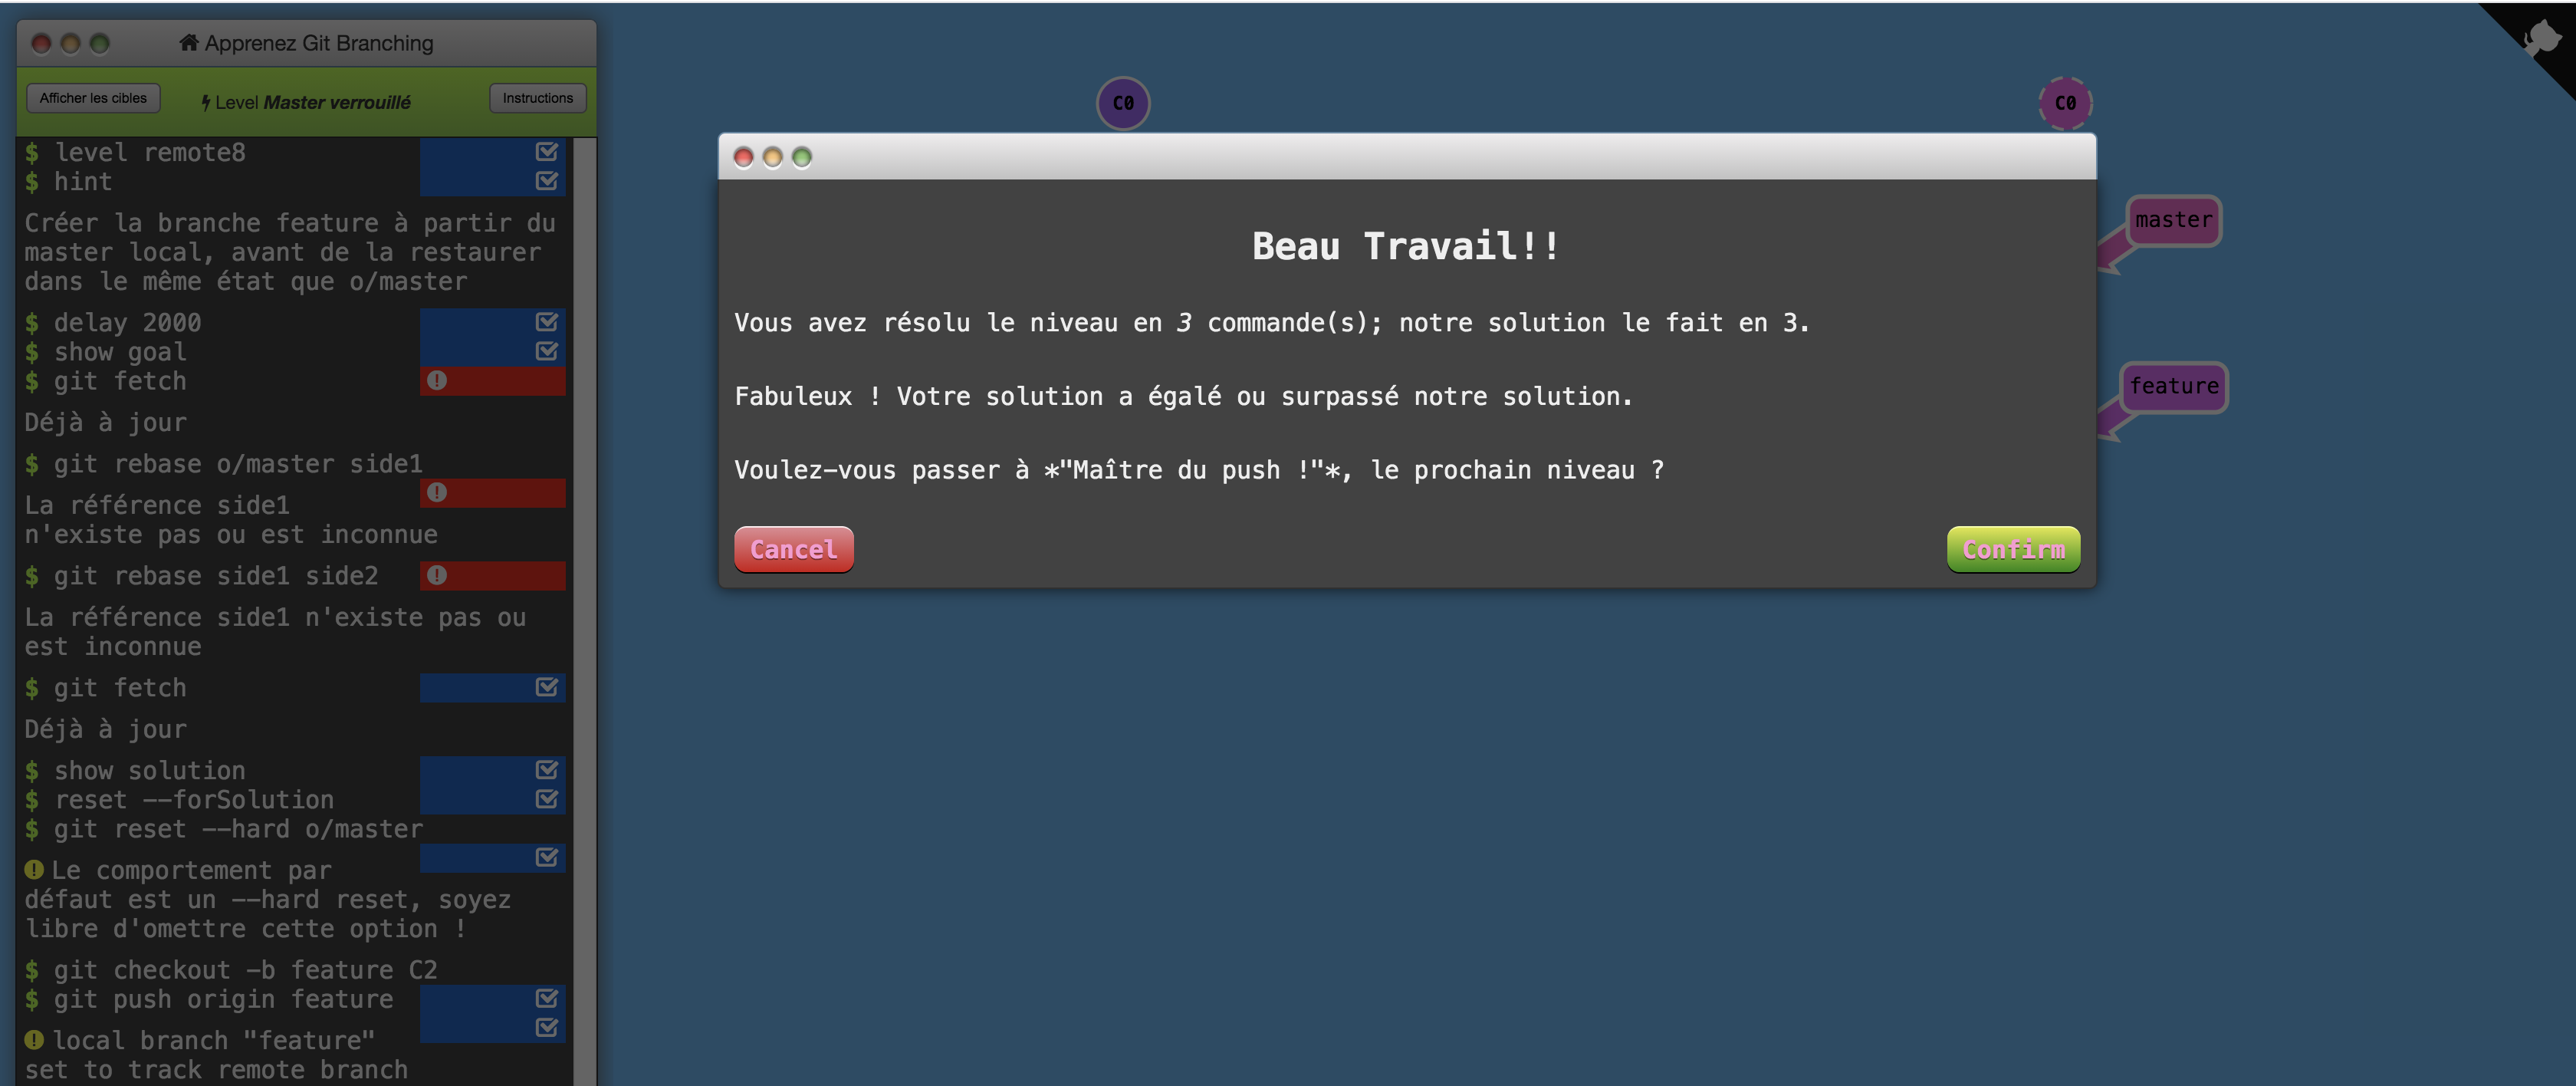 Apprenez Git Branching
Afficher les cibles
Level Master verrouillé
Instructions
$ level remote8
$ hint
Créer la branche feature à partir du
master local, avant de la restaurer
dans le même état que o/master
$ delay 2000
$ show goal
$ git fetch
Déjà à jour
$ git rebase o/master side1
La référence side1
n'existe pas ou est inconnue
$ git rebase side1 side2
La référence side1 n'existe pas ou
est inconnue
$ git fetch
Déjà à jour
$ show solution
$ reset --forSolution
$ git reset --hard o/master
Le comportement par
défaut est un --hard reset, soyez
libre d'omettre cette option !
$ git checkout -b feature C2
$ git push origin feature
local branch "feature"
set to track remote branch
C0
C0
master
feature
Beau Travail!!
Vous avez résolu le niveau en 3 commande(s); notre solution le fait en 3.
Fabuleux ! Votre solution a égalé ou surpassé notre solution.
Voulez-vous passer à *"Maître du push !"*, le prochain niveau ?
Cancel
Confirm